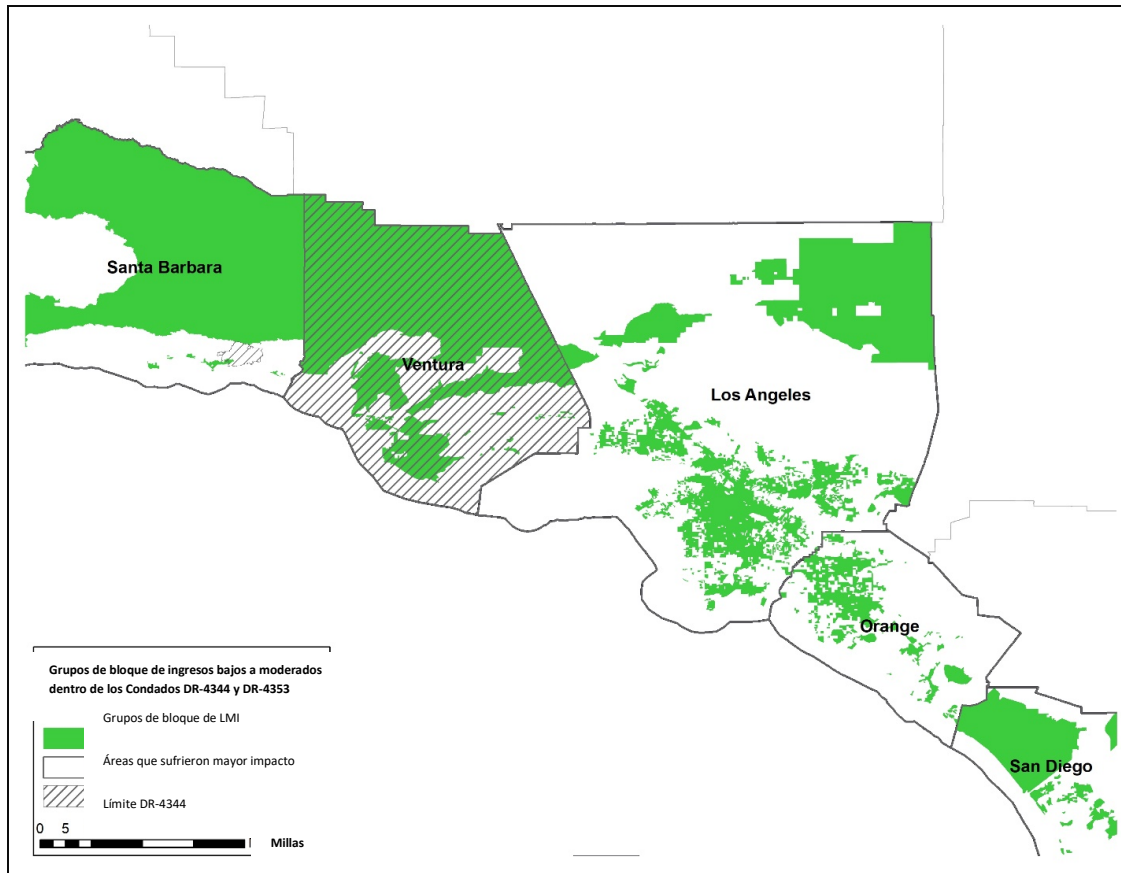 Santa Barbara
Ventura
Los Angeles
Orange
San Diego
Grupos de bloque de ingresos bajos a moderados
dentro de los Condados DR-4344 y DR-4353
Grupos de bloque de LMI
Áreas que sufrieron mayor impacto
Límite DR-4344
0 5
Millas